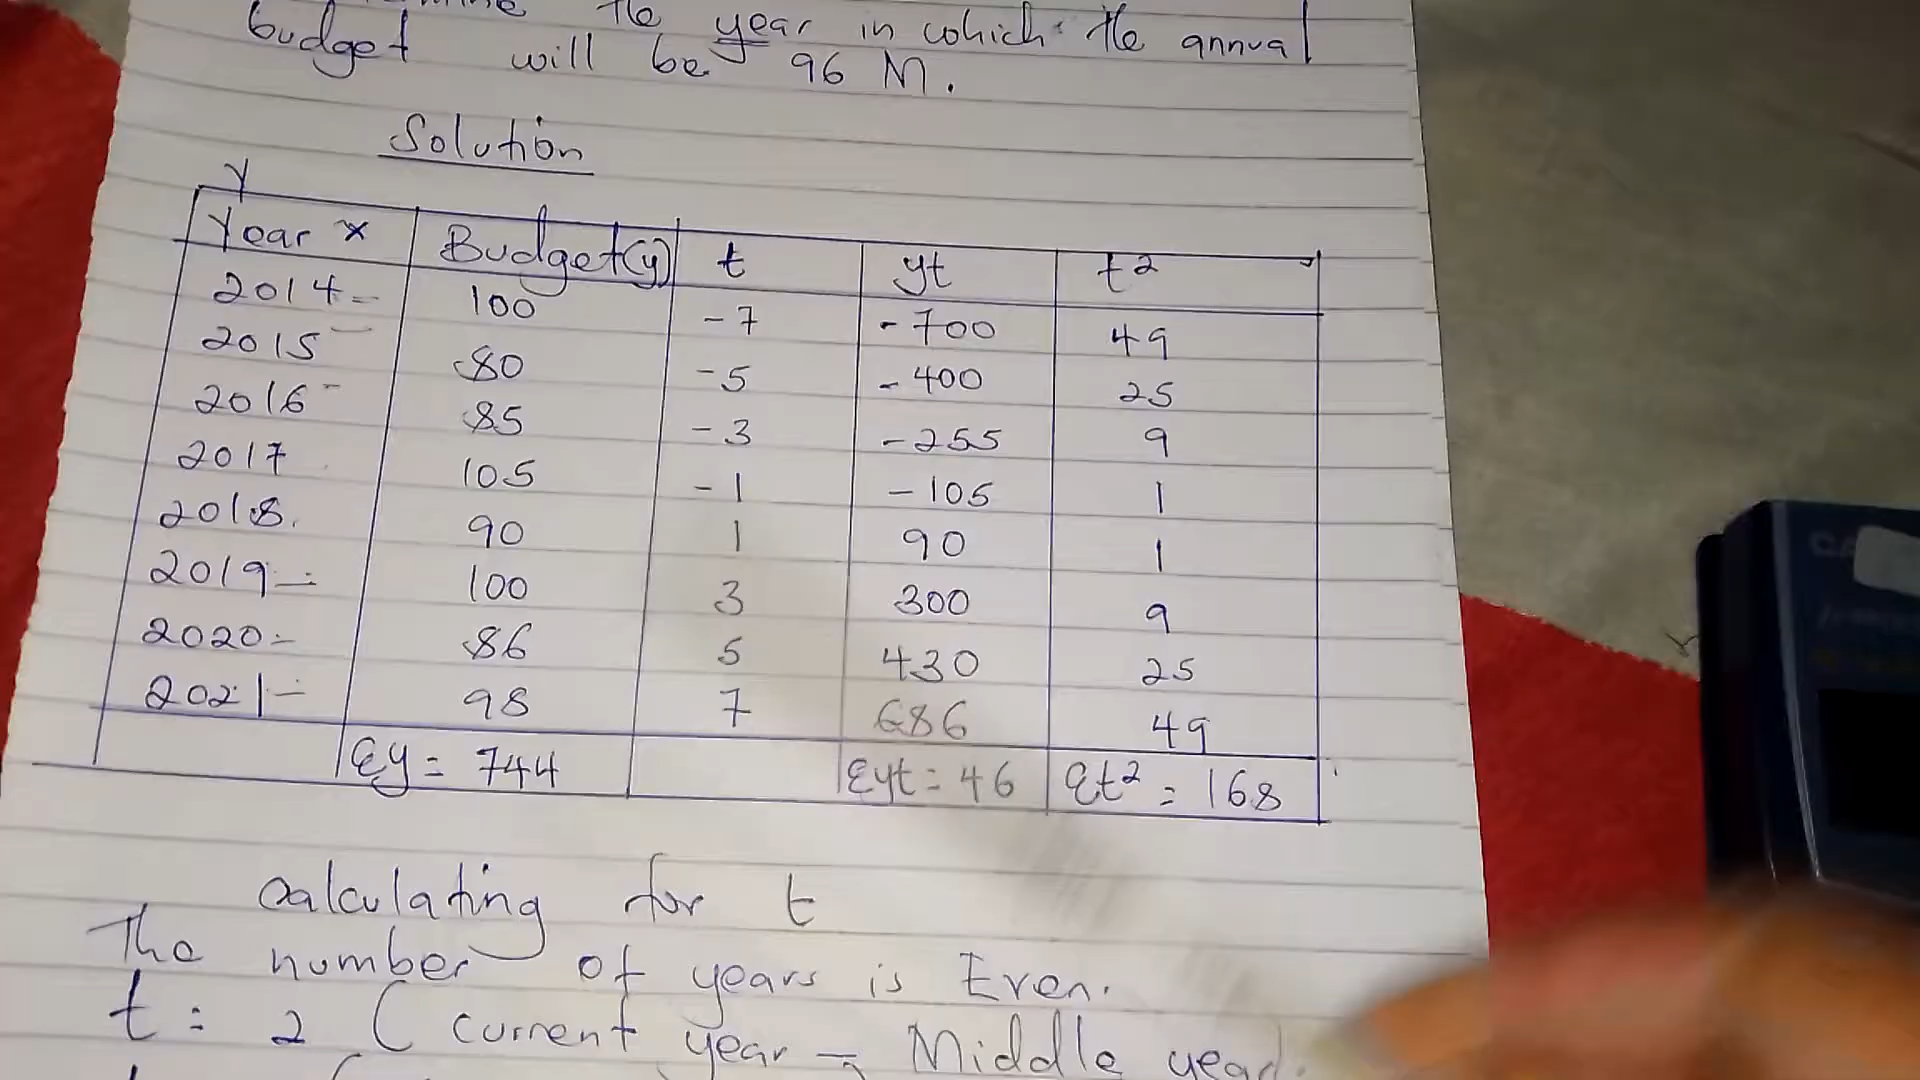 the year in which the annual
budget will be 96 M.
Solution
Y
Year x Budget(y) t yt t²
2014 100 -7 -700 49
2015 80 -5 -400 25
2016 85 -3 -255 9
2017 105 -1 -105 1
2018 90 1 90 1
2019 100 3 300 9
2020 86 5 430 25
2021 98 7 686 49
Σy = 744 Σyt = 46 Σt² = 168
calculating for t
The number of years is Even.
t = 2 (current year - Middle year